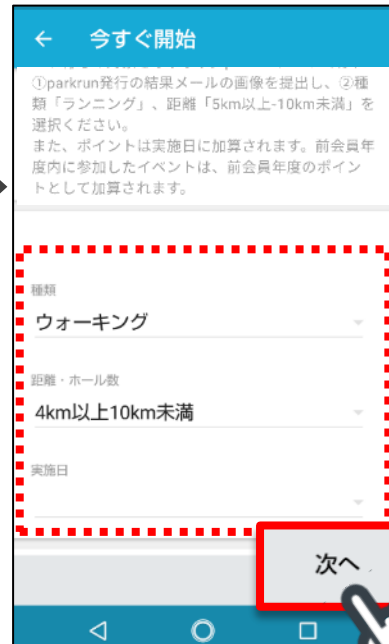 今すぐ開始
①parkrun発行の結果メールの画像を提出し、②種
類「ランニング」、距離「5km以上-10km未満」を
選択ください。
また、ポイントは実施日に加算されます。前会員年
度内に参加したイベントは、前会員年度のポイン
トとして加算されます。
種類
ウォーキング
距離・ホール数
4km以上10km未満
実施日
次へ